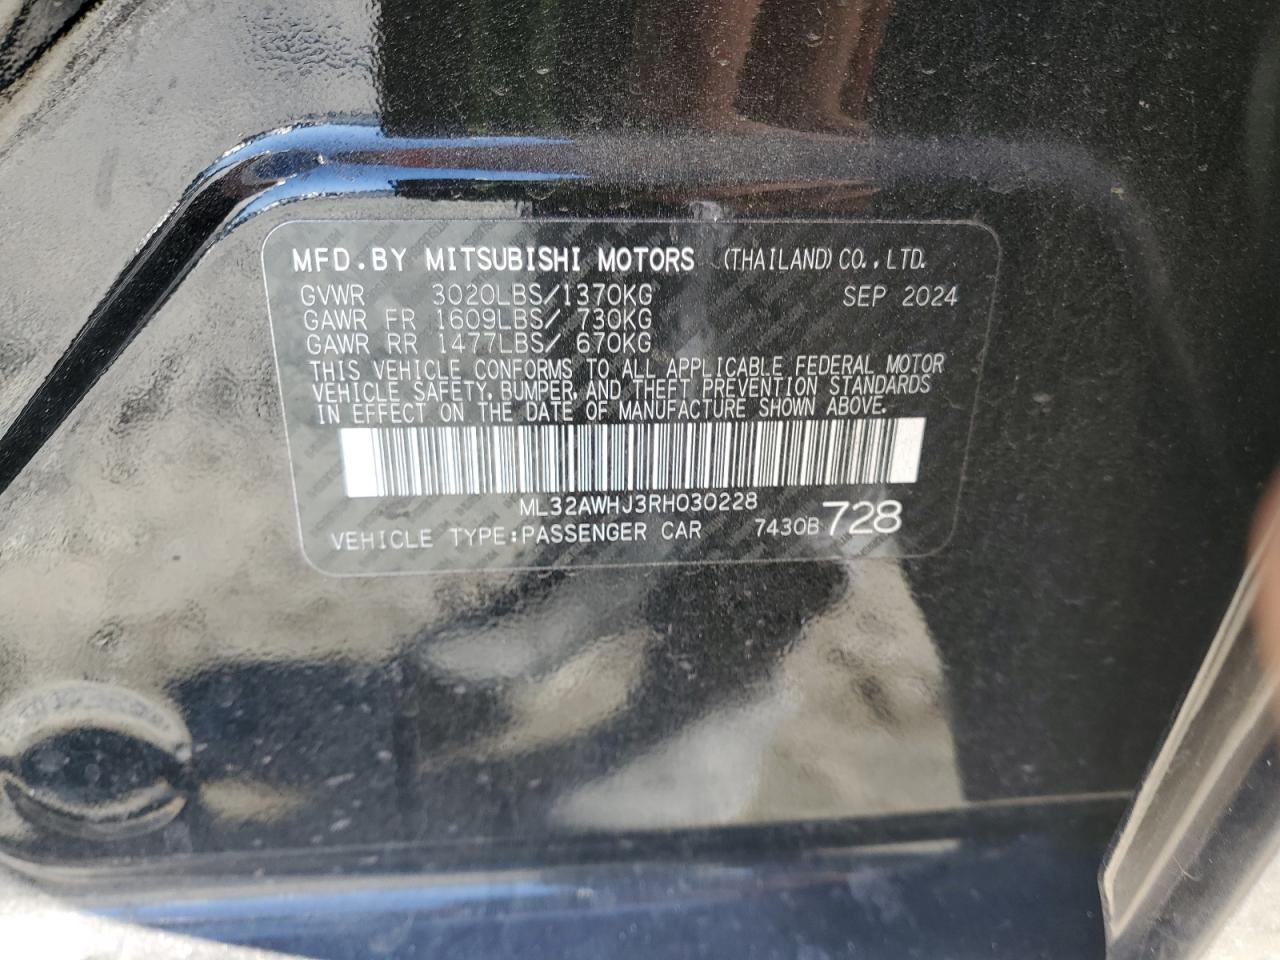 MFD.BY MITSUBISHI MOTORS (THAILAND) CO.,LTD.
GVWR 3020LBS/1370KG SEP 2024
GAWR FR 1609LBS/ 730KG
GAWR RR 1477LBS/ 670KG
THIS VEHICLE CONFORMS TO ALL APPLICABLE FEDERAL MOTOR
VEHICLE SAFETY, BUMPER, AND THEFT PREVENTION STANDARDS
IN EFFECT ON THE DATE OF MANUFACTURE SHOWN ABOVE.
ML32AWHJ3RH030228
VEHICLE TYPE:PASSENGER CAR 7430B 728